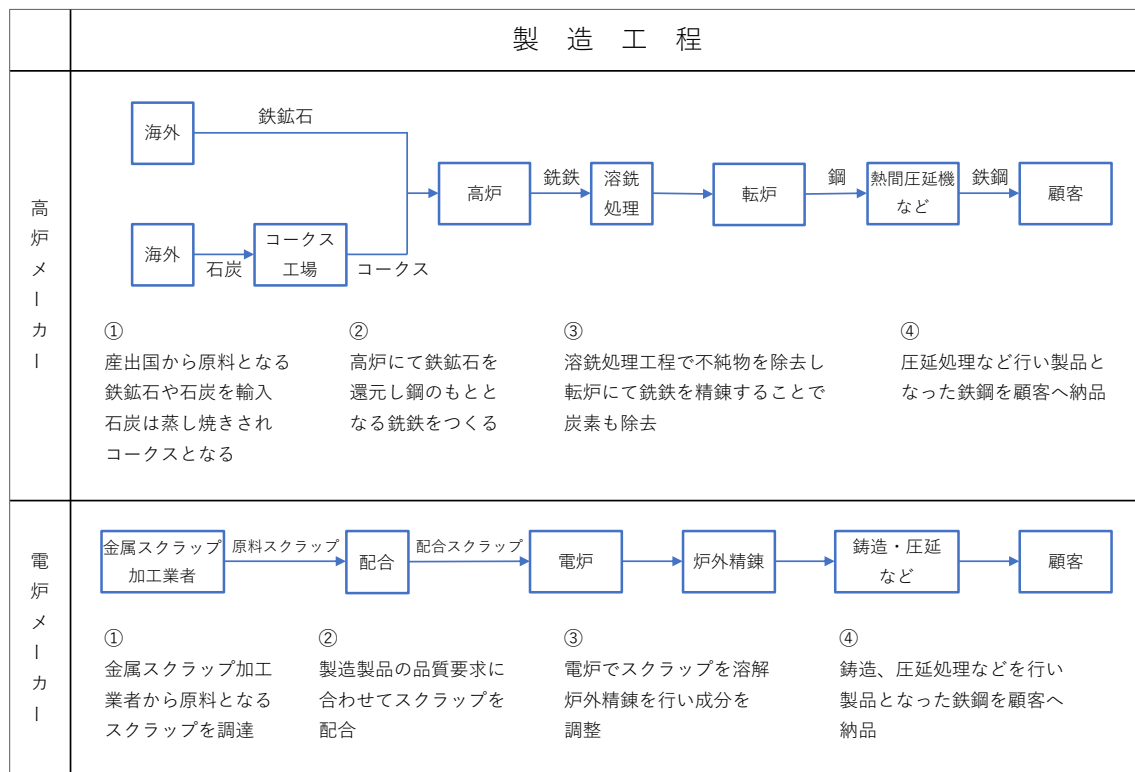 製造工程
高炉メーカー
海外
鉄鉱石
海外
石炭
コークス
工場
コークス
高炉
銑鉄
溶銑
処理
転炉
鋼
熱間圧延機
など
鉄鋼
顧客
①
産出国から原料となる
鉄鉱石や石炭を輸入
石炭は蒸し焼きされ
コークスとなる
②
高炉にて鉄鉱石を
還元し鋼のもとと
なる銑鉄をつくる
③
溶銑処理工程で不純物を除去し
転炉にて銑鉄を精錬することで
炭素も除去
④
圧延処理など行い製品と
なった鉄鋼を顧客へ納品
電炉メーカー
金属スクラップ
加工業者
原料スクラップ
配合
配合スクラップ
電炉
炉外精錬
鋳造・圧延
など
顧客
①
金属スクラップ加工
業者から原料となる
スクラップを調達
②
製造製品の品質要求に
合わせてスクラップを
配合
③
電炉でスクラップを溶解
炉外精錬を行い成分を
調整
④
鋳造、圧延処理などを行い
製品となった鉄鋼を顧客へ
納品